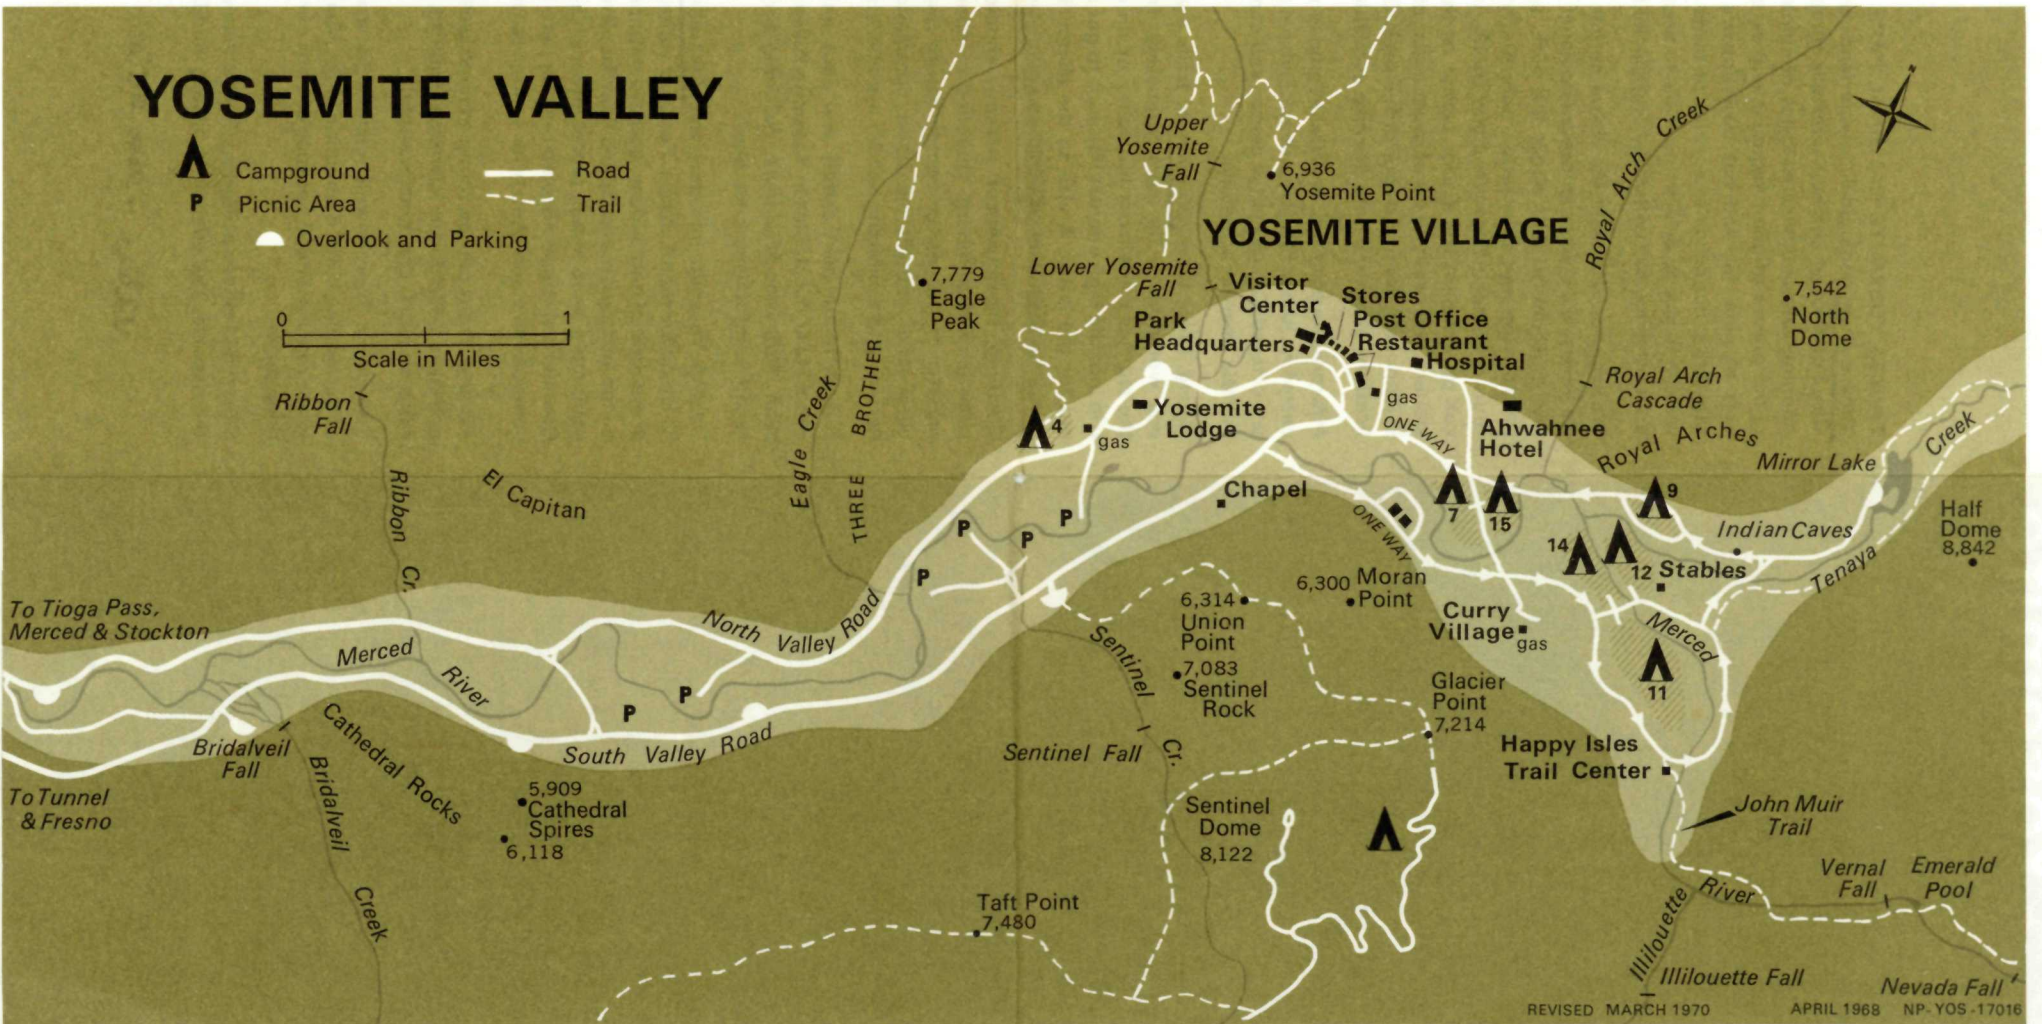 YOSEMITE VALLEY
Campground
Road
P Picnic Area
Trail
Overlook and Parking
0 1
Scale in Miles
Ribbon
Fall
Ribbon Cr.
El Capitan
Eagle Creek
THREE BROTHER
7,779
Eagle
Peak
Upper
Yosemite
Fall
6,936
Yosemite Point
YOSEMITE VILLAGE
Lower Yosemite
Fall
Visitor
Center
Stores
Post Office
Restaurant
Park
Headquarters
Hospital
gas
Yosemite
Lodge
4
gas
ONE WAY
Ahwahnee
Hotel
Royal Arch Creek
7,542
North
Dome
Royal Arch
Cascade
Royal Arches
Mirror Lake
Tenaya Creek
Half
Dome
8,842
Chapel
ONE WAY
7
15
9
Indian Caves
14
12
Stables
P
P
P
P
To Tioga Pass,
Merced & Stockton
Merced River
North Valley Road
P
P
South Valley Road
Bridalveil
Fall
Bridalveil Creek
Cathedral Rocks
To Tunnel
& Fresno
5,909
Cathedral
Spires
6,118
Sentinel Cr.
Sentinel Fall
6,314
Union
Point
7,083
Sentinel
Rock
6,300 Moran
Point
Curry
Village
gas
Merced
11
Glacier
Point
7,214
Happy Isles
Trail Center
Sentinel
Dome
8,122
Taft Point
7,480
John Muir
Trail
Vernal
Fall
Emerald
Pool
River
Illilouette
Illilouette Fall
Nevada Fall
REVISED MARCH 1970 APRIL 1968 NP-YOS-17016